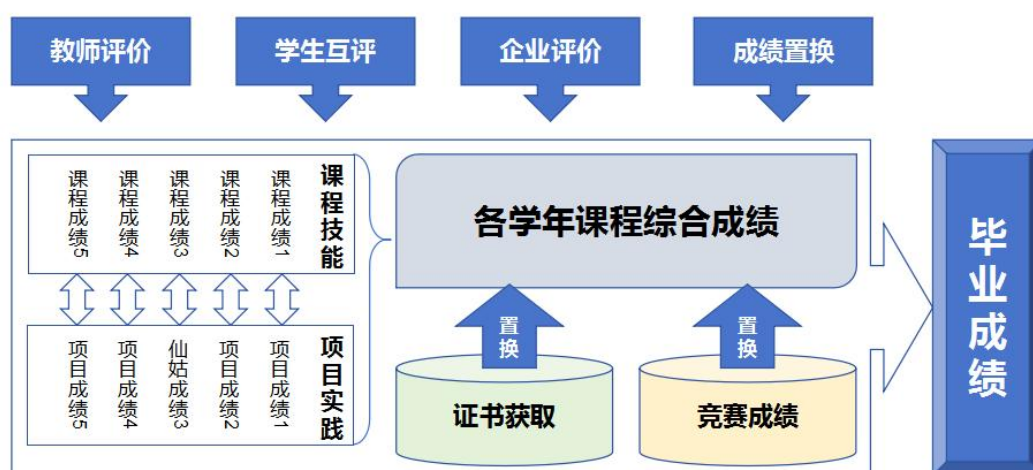 教师评价
学生互评
企业评价
成绩置换
课程技能
课程成绩1
课程成绩2
课程成绩3
课程成绩4
课程成绩5
项目实践
项目成绩1
项目成绩2
仙姑成绩3
项目成绩4
项目成绩5
各学年课程综合成绩
置换
置换
证书获取
竞赛成绩
毕业成绩